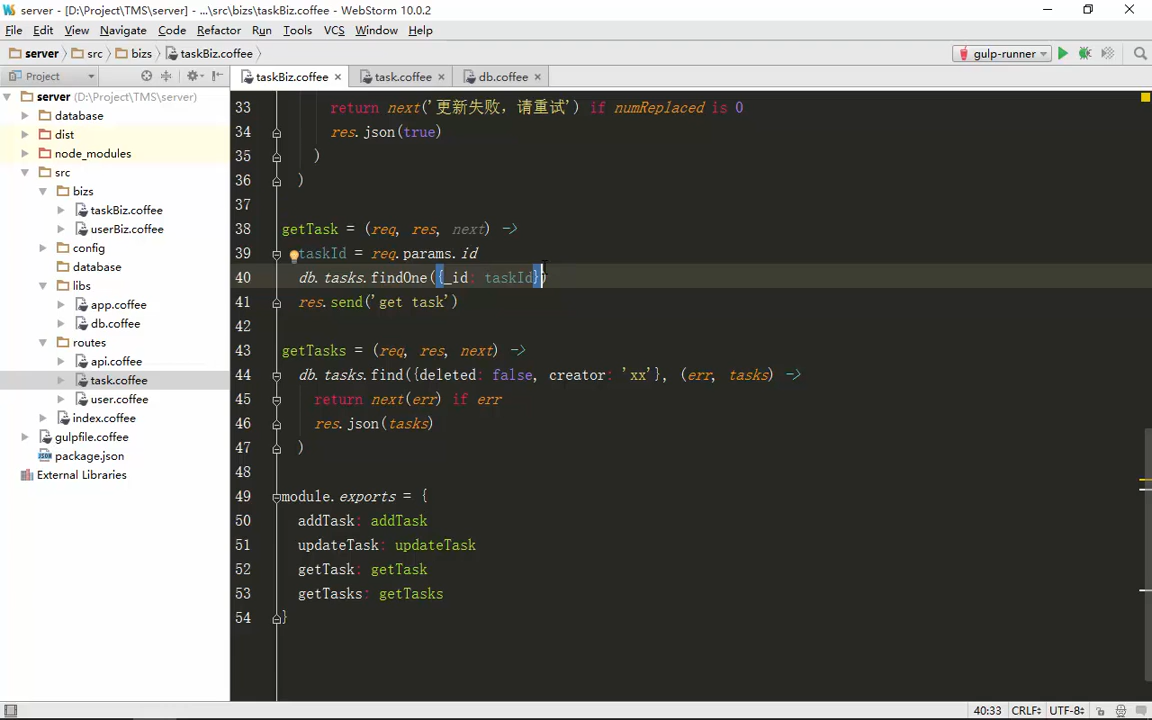 server - [D:\Project\TMS\server] - ...\src\bizs\taskBiz.coffee - WebStorm 10.0.2
File Edit View Navigate Code Refactor Run Tools VCS Window Help
server src bizs taskBiz.coffee gulp-runner
Project taskBiz.coffee task.coffee db.coffee
server (D:\Project\TMS\server)
database
dist
node_modules
src
bizs
taskBiz.coffee
userBiz.coffee
config
database
libs
app.coffee
db.coffee
routes
api.coffee
task.coffee
user.coffee
index.coffee
gulpfile.coffee
package.json
External Libraries
33 return next('更新失败，请重试') if numReplaced is 0
34 res.json(true)
35 )
36 )
37
38 getTask = (req, res, next) ->
39 taskId = req.params.id
40 db.tasks.findOne({_id: taskId})
41 res.send('get task')
42
43 getTasks = (req, res, next) ->
44 db.tasks.find({deleted: false, creator: 'xx'}, (err, tasks) ->
45 return next(err) if err
46 res.json(tasks)
47 )
48
49 module.exports = {
50 addTask: addTask
51 updateTask: updateTask
52 getTask: getTask
53 getTasks: getTasks
54 }
40:33 CRLF UTF-8